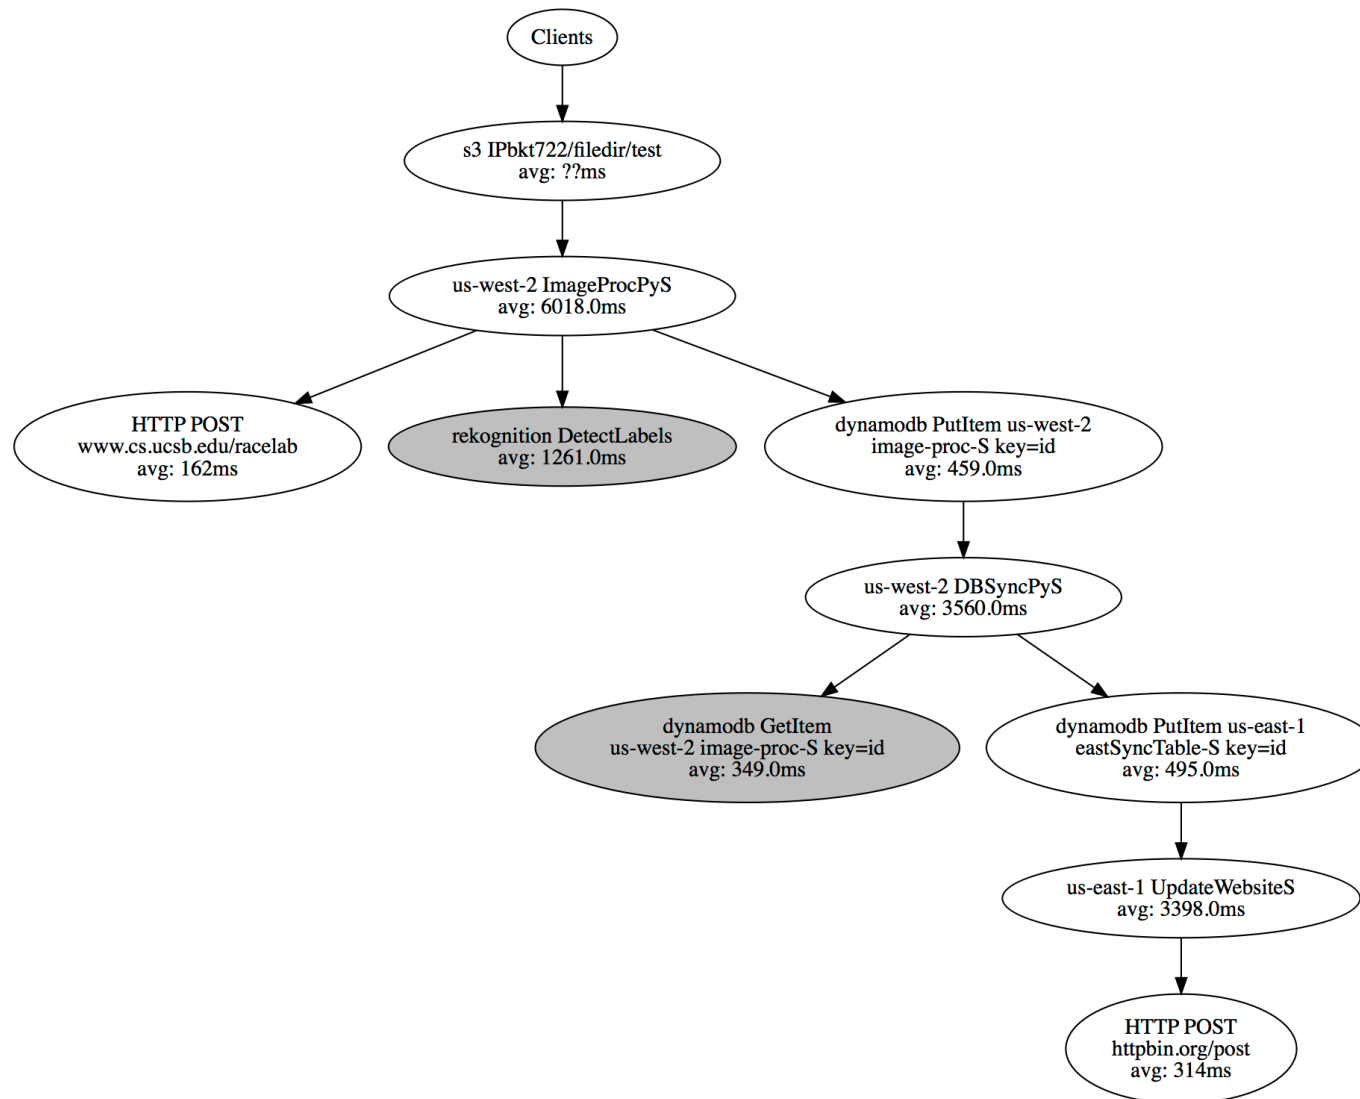 Clients
s3 IPbkt722/filedir/test
avg: ??ms
us-west-2 ImageProcPyS
avg: 6018.0ms
HTTP POST
www.cs.ucsb.edu/racelab
avg: 162ms
rekognition DetectLabels
avg: 1261.0ms
dynamodb PutItem us-west-2
image-proc-S key=id
avg: 459.0ms
us-west-2 DBSyncPyS
avg: 3560.0ms
dynamodb GetItem
us-west-2 image-proc-S key=id
avg: 349.0ms
dynamodb PutItem us-east-1
eastSyncTable-S key=id
avg: 495.0ms
us-east-1 UpdateWebsiteS
avg: 3398.0ms
HTTP POST
httpbin.org/post
avg: 314ms